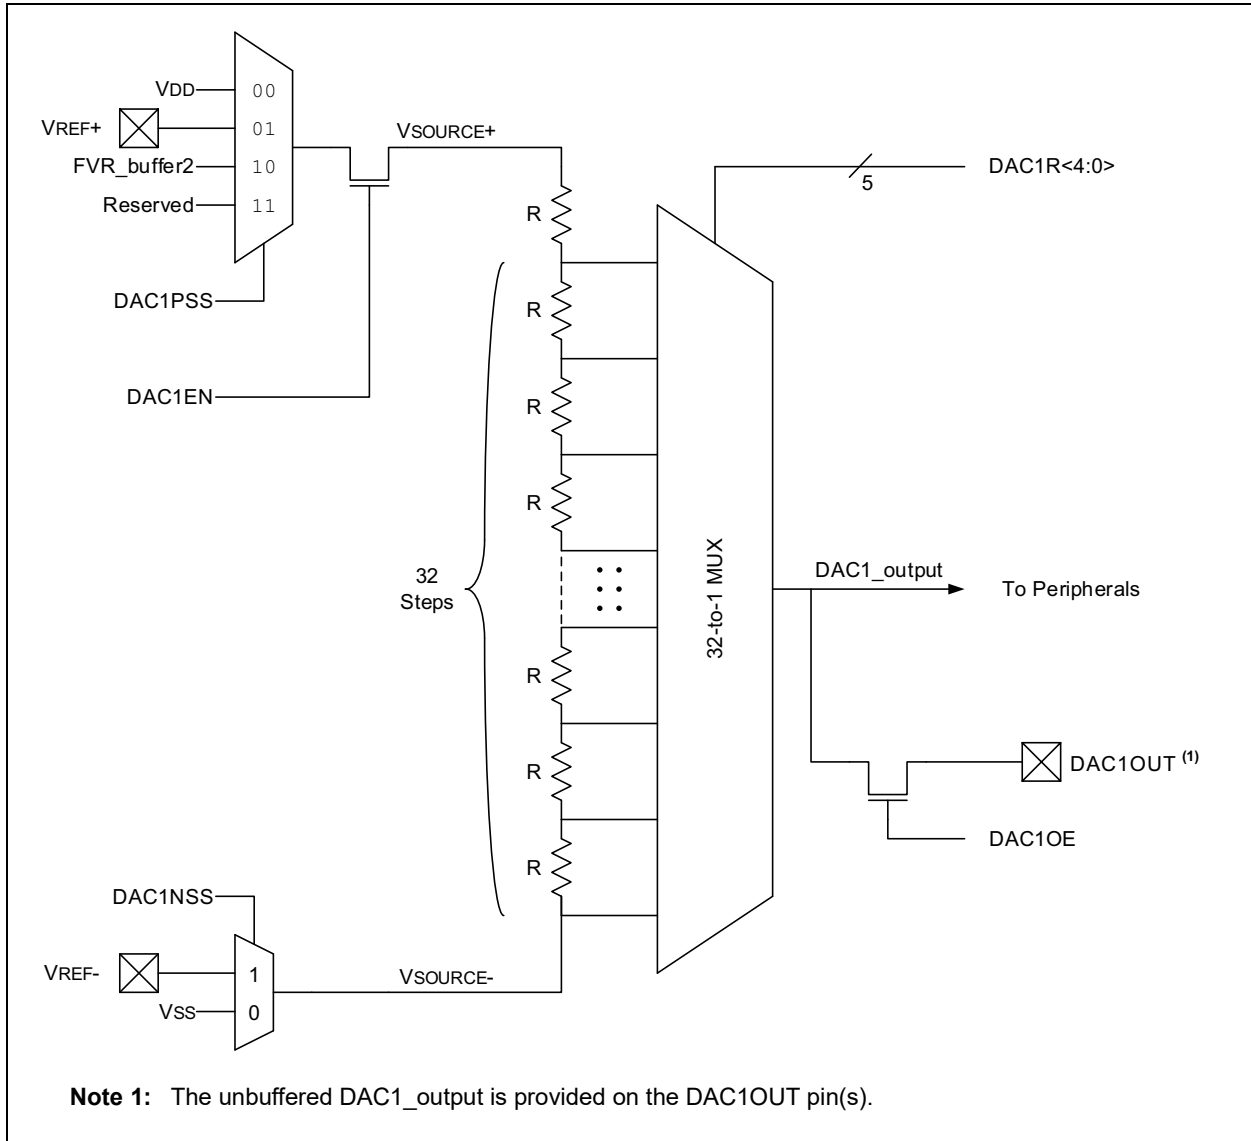 VDD
00
VREF+
01
VSOURCE+
FVR_buffer2
10
DAC1R<4:0>
5
Reserved
11
R
DAC1PSS
R
DAC1EN
R
R
32
Steps
32-to-1 MUX
DAC1_output
To Peripherals
R
R
DAC1OUT (1)
DAC1OE
R
DAC1NSS
VREF-
1
VSOURCE-
VSS
0
Note 1: The unbuffered DAC1_output is provided on the DAC1OUT pin(s).